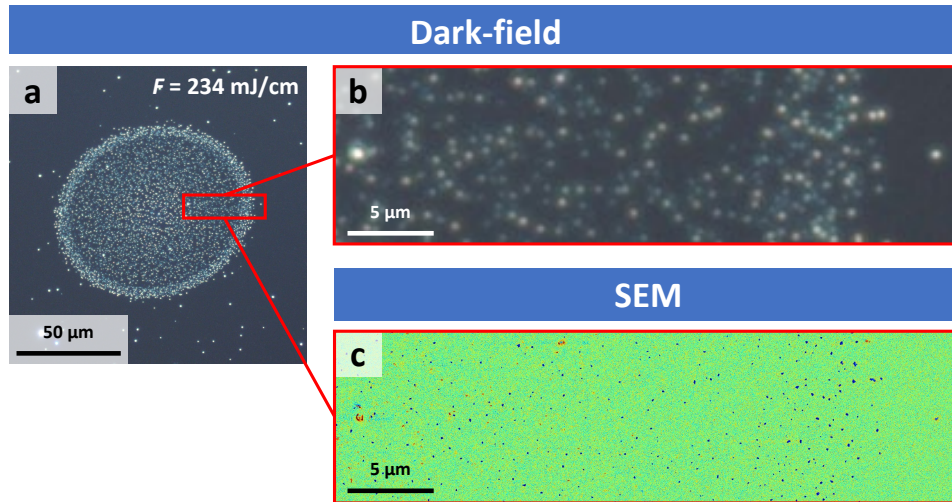 Dark-field
a
F = 234 mJ/cm
50 µm
b
5 µm
SEM
c
5 µm